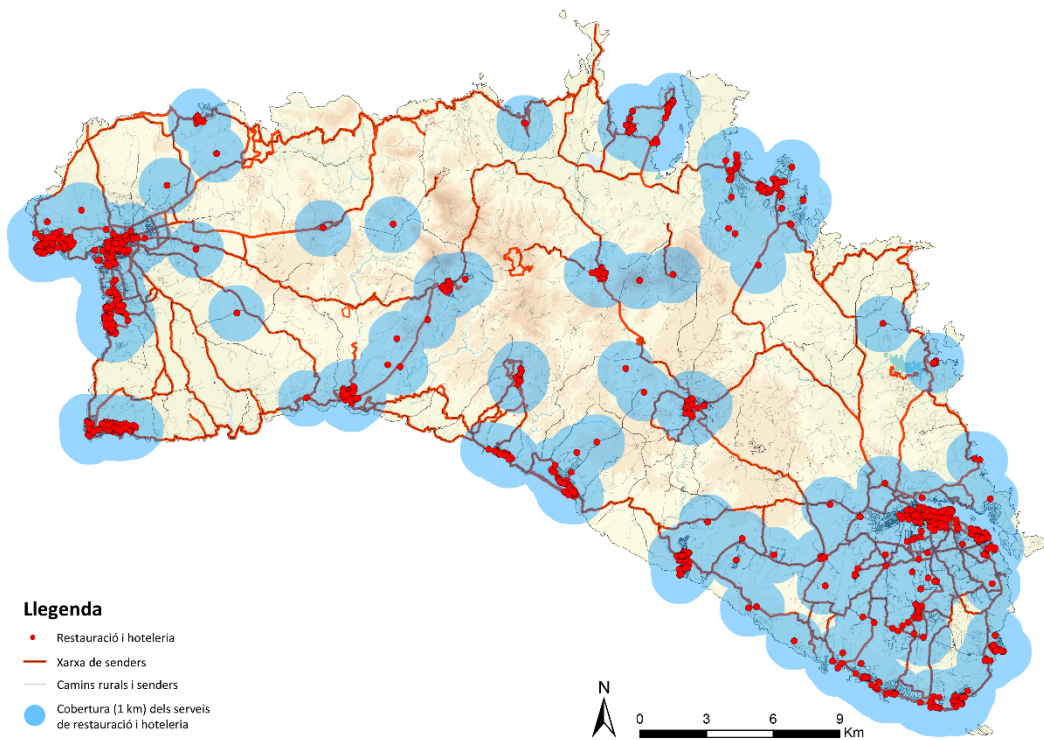 Llegenda
Restauració i hoteleria
Xarxa de senders
Camins rurals i senders
Cobertura (1 km) dels serveis
de restauració i hoteleria
N
0 3 6 9
Km